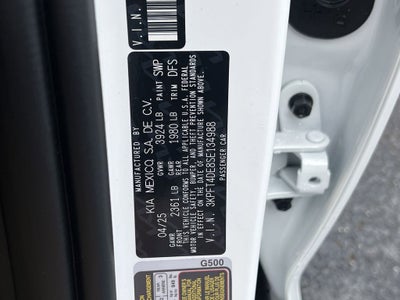 KIA MEXICO, S.A. DE C.V.
04/25 GVWR 3924 LB PAINT SWP
GAWR FRONT 2361 LB GAWR REAR 1980 LB TRIM DFS
THIS VEHICLE CONFORMS TO ALL APPLICABLE U.S.A. FEDERAL
MOTOR VEHICLE SAFETY, BUMPER, AND THEFT PREVENTION STANDARDS
IN EFFECT ON THE DATE OF MANUFACTURE SHOWN ABOVE.
V.I.N. : 3KPFT4DE8SE134988
PASSENGER CAR
V.I.N.
V.I.N.
G500